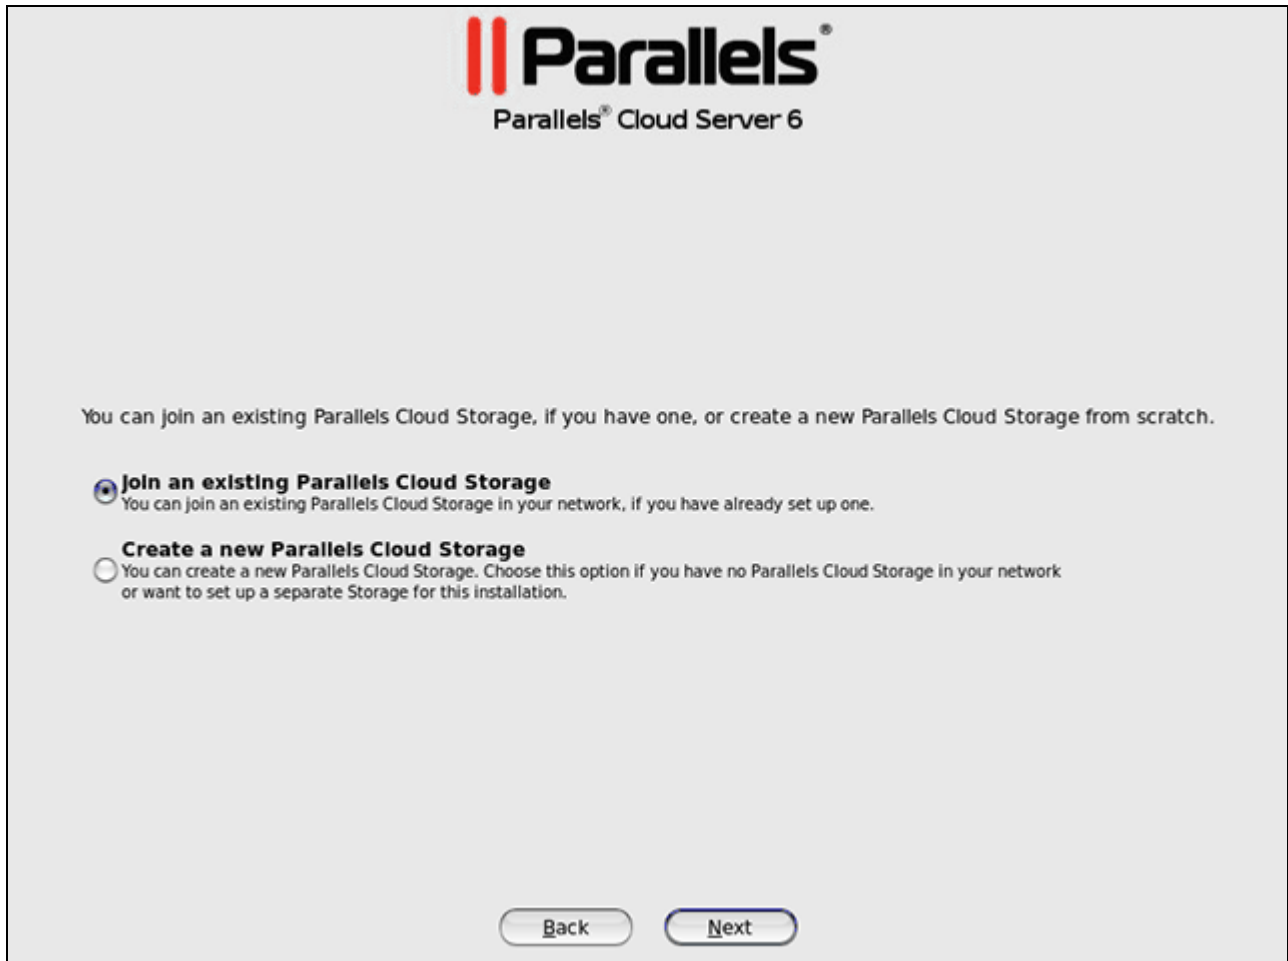 Parallels®
Parallels® Cloud Server 6
You can join an existing Parallels Cloud Storage, if you have one, or create a new Parallels Cloud Storage from scratch.
Join an existing Parallels Cloud Storage
You can join an existing Parallels Cloud Storage in your network, if you have already set up one.
Create a new Parallels Cloud Storage
You can create a new Parallels Cloud Storage. Choose this option if you have no Parallels Cloud Storage in your network
or want to set up a separate Storage for this installation.
Back
Next